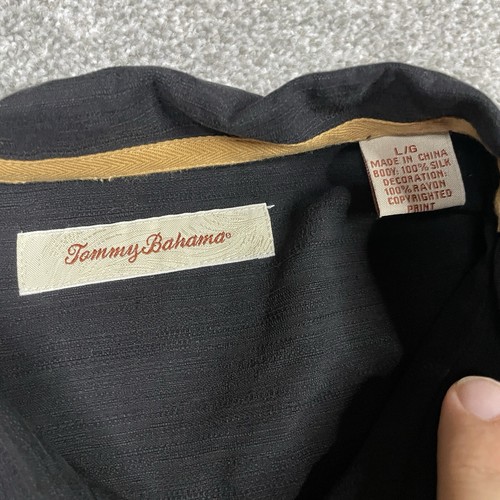 Tommy Bahama®
L/G
MADE IN CHINA
BODY: 100% SILK
DECORATION:
100% RAYON
COPYRIGHTED
PRINT